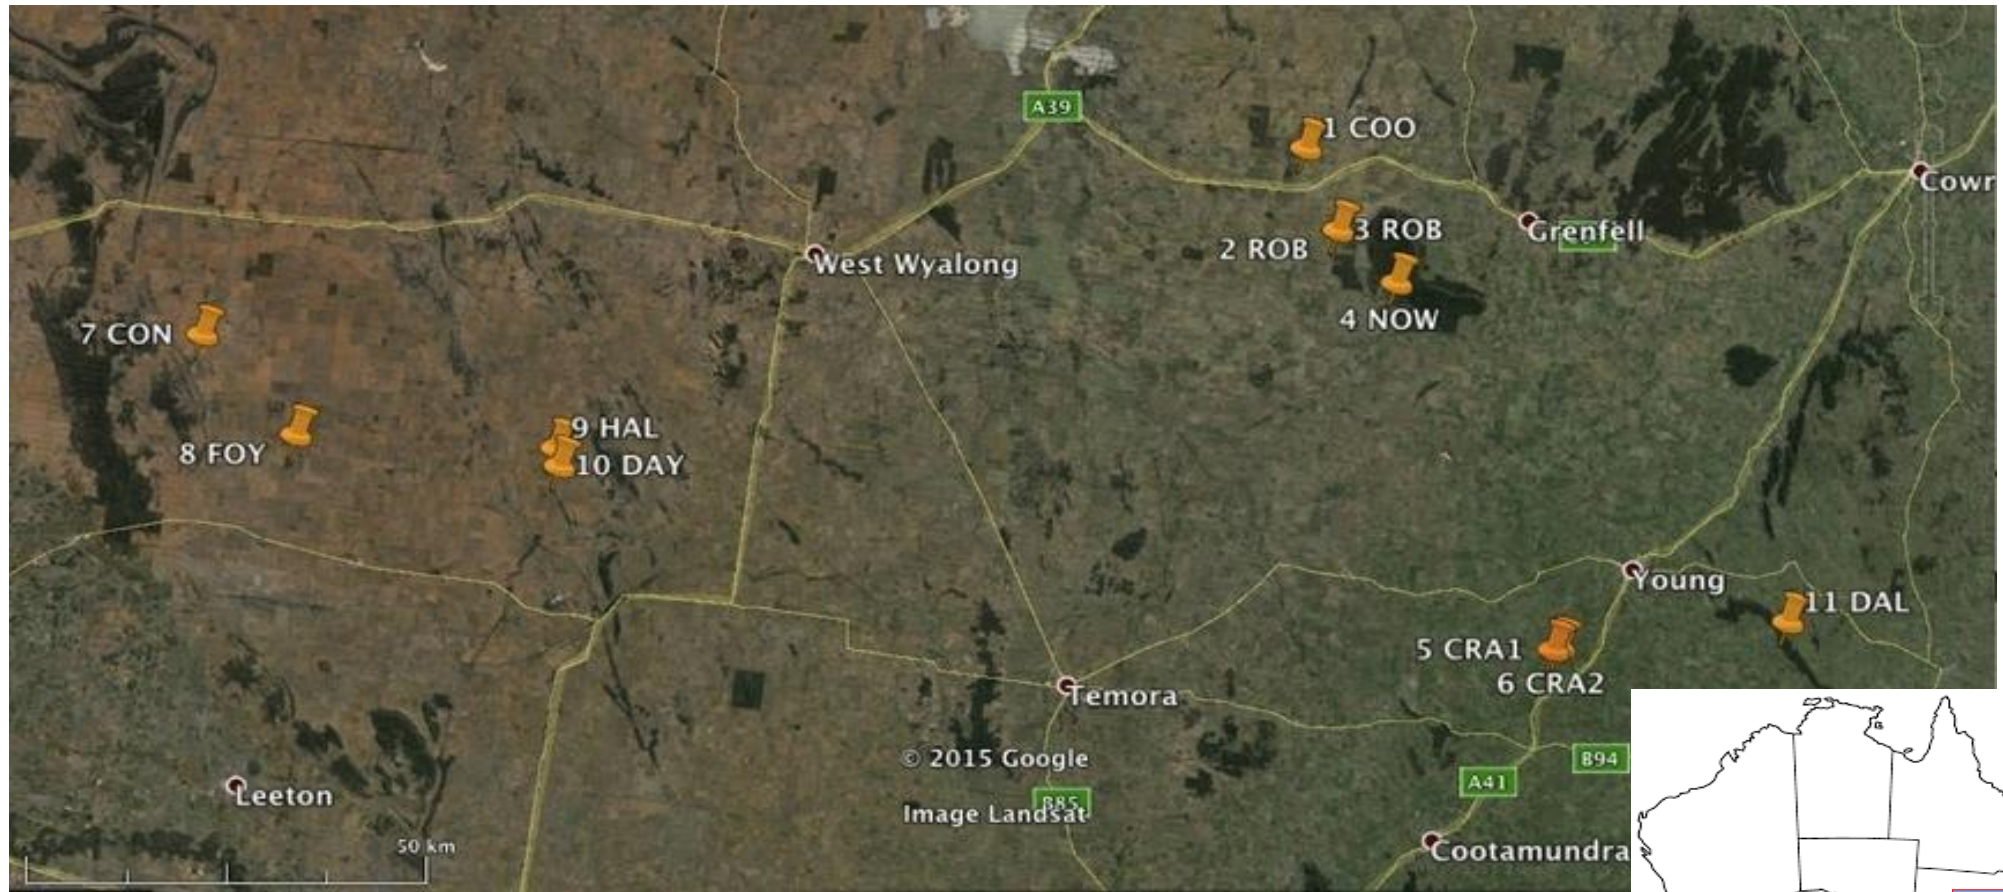 A39
1 COO
Cowr
3 ROB
Grenfell
2 ROB
West Wyalong
4 NOW
7 CON
9 HAL
8 FOY
10 DAY
Young
11 DAL
5 CRA1
6 CRA2
Temora
© 2015 Google
B94
A41
Leeton
B85
Image Landsat
50 km
Cootamundra